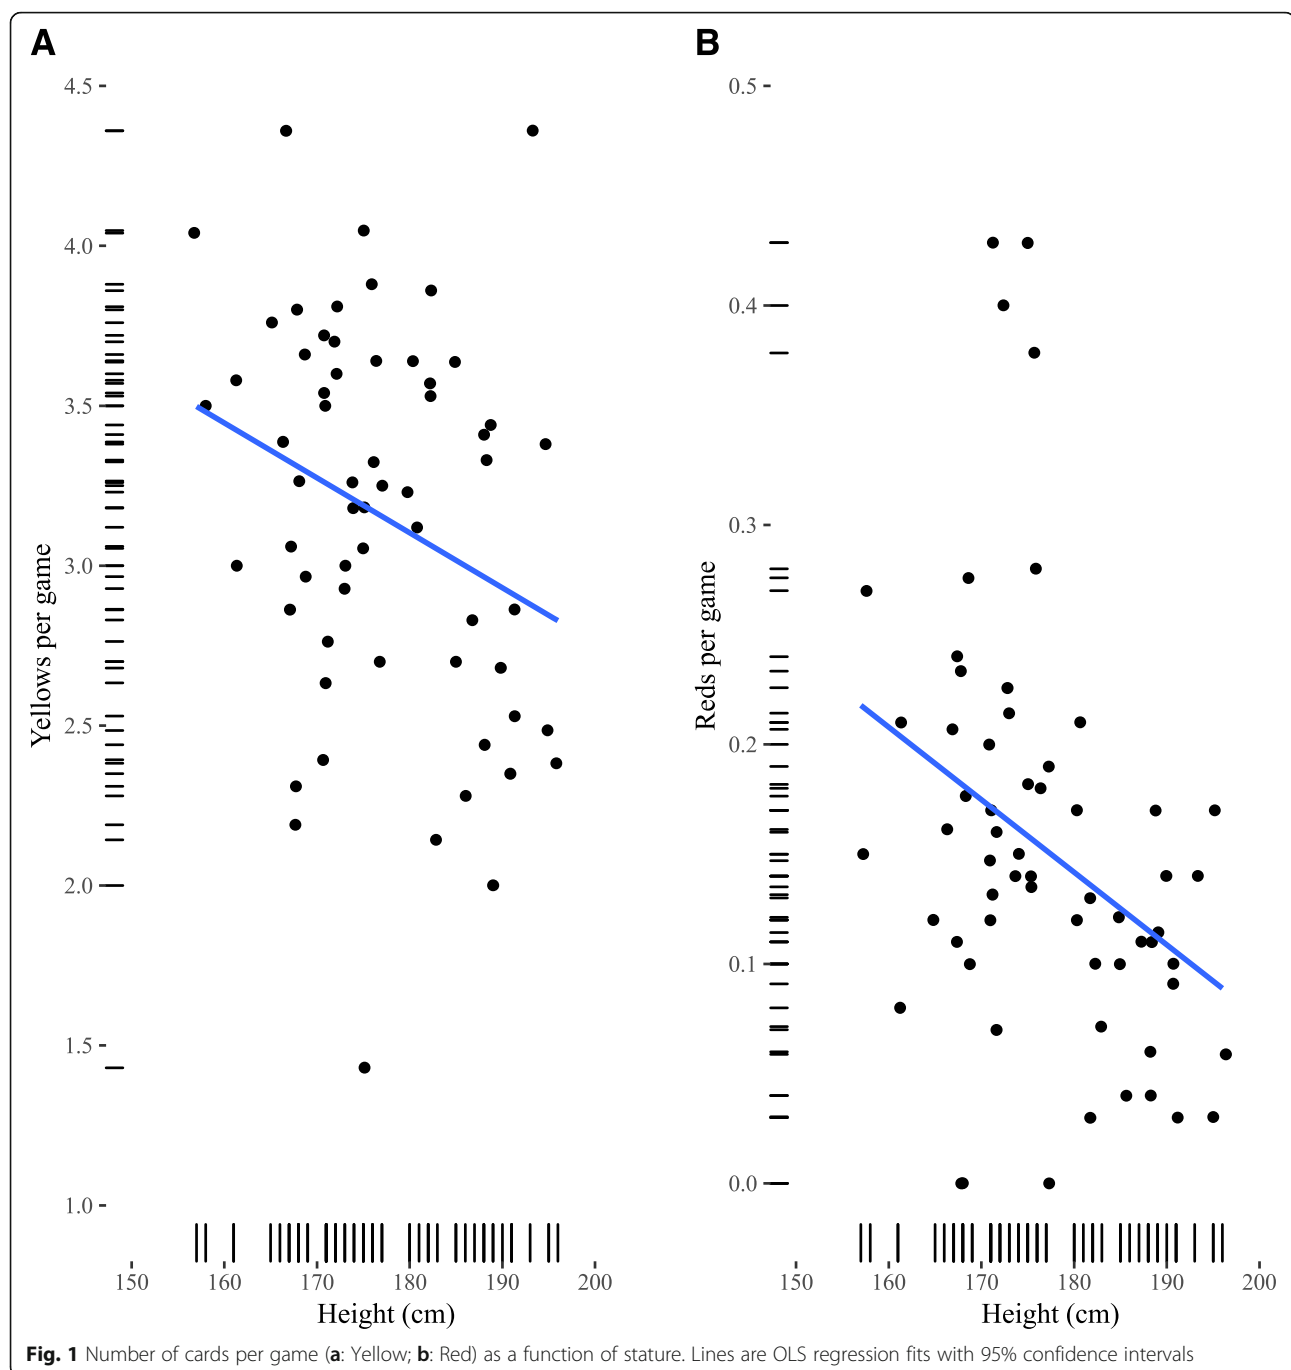 A
B
4.5
4.0
3.5
3.0
2.5
2.0
1.5
1.0
Yellows per game
150 160 170 180 190 200
Height (cm)
0.5
0.4
0.3
0.2
0.1
0.0
Reds per game
150 160 170 180 190 200
Height (cm)
Fig. 1 Number of cards per game (a: Yellow; b: Red) as a function of stature. Lines are OLS regression fits with 95% confidence intervals